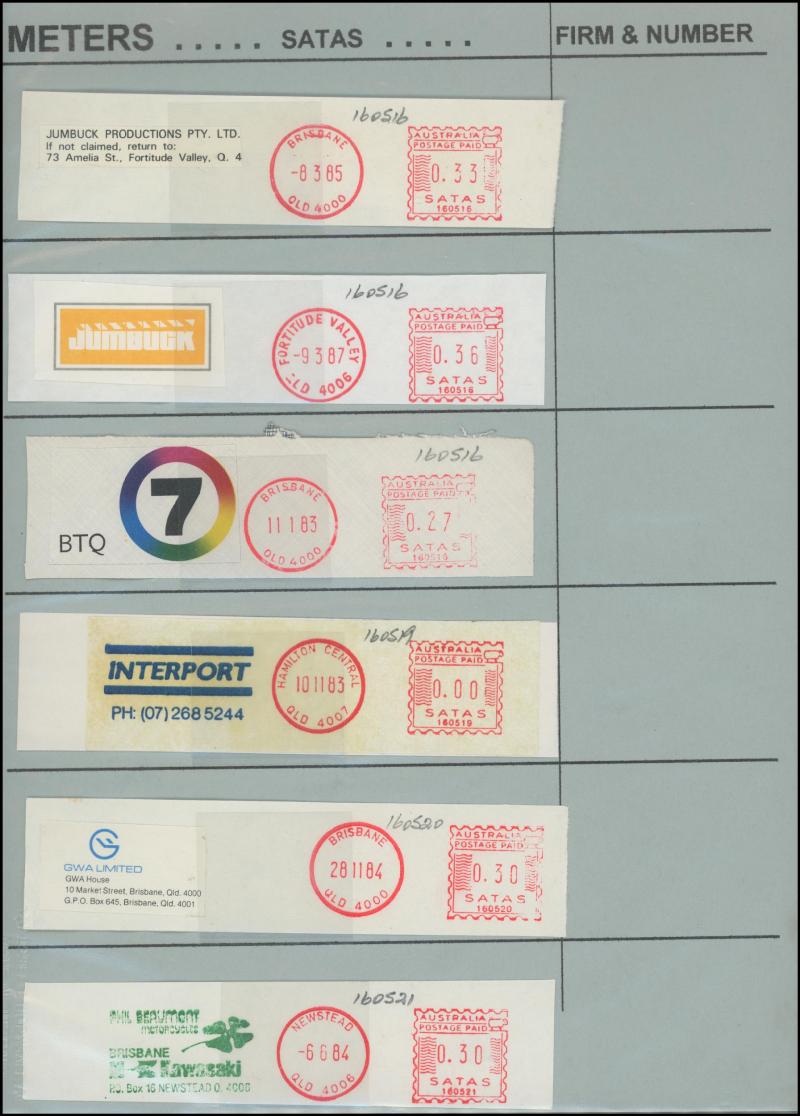 METERS ..... SATAS ..... FIRM & NUMBER
160516
JUMBUCK PRODUCTIONS PTY. LTD.
If not claimed, return to:
73 Amelia St., Fortitude Valley, Q. 4
BRISBANE
-8 3 85
QLD 4000
AUSTRALIA
POSTAGE PAID
0.33
SATAS
160516
160516
JUMBUCK
FORTITUDE VALLEY
-9 3 87
QLD 4006
AUSTRALIA
POSTAGE PAID
0.36
SATAS
160516
160516
7
BTQ
BRISBANE
11 1 83
QLD 4000
AUSTRALIA
POSTAGE PAID
0.27
SATAS
160516
160519
INTERPORT
PH: (07) 268 5244
HAMILTON CENTRAL
10 11 83
QLD 4007
AUSTRALIA
POSTAGE PAID
0.00
SATAS
160519
160520
GWA LIMITED
GWA House
10 Market Street, Brisbane, Qld. 4000
G.P.O. Box 645, Brisbane, Qld. 4001
BRISBANE
28 11 84
QLD 4000
AUSTRALIA
POSTAGE PAID
0.30
SATAS
160520
160521
PHIL BEAUMONT
MOTORCYCLES
BRISBANE
Kawasaki
P.O. Box 16 NEWSTEAD Q. 4006
NEWSTEAD
-6 6 84
QLD 4006
AUSTRALIA
POSTAGE PAID
0.30
SATAS
160521